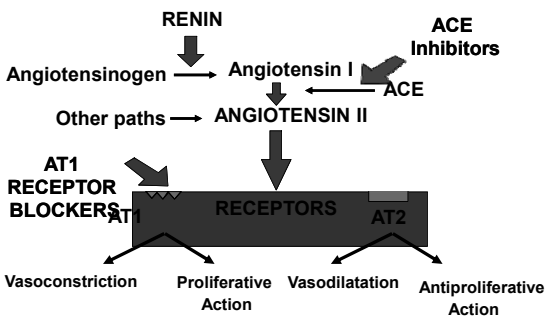 RENIN
ACE
Inhibitors
Angiotensinogen
Angiotensin I
ACE
Other paths
ANGIOTENSIN II
AT1
RECEPTOR
BLOCKERS
AT1
RECEPTORS
AT2
Vasoconstriction
Proliferative
Action
Vasodilatation
Antiproliferative
Action